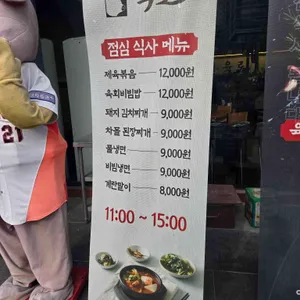 점심 식사 메뉴
제육볶음 12,000원
육회비빔밥 12,000원
돼지 김치찌개 9,000원
차돌 된장찌개 9,000원
물냉면 9,000원
비빔냉면 9,000원
계란말이 8,000원
11:00 ~ 15:00
21